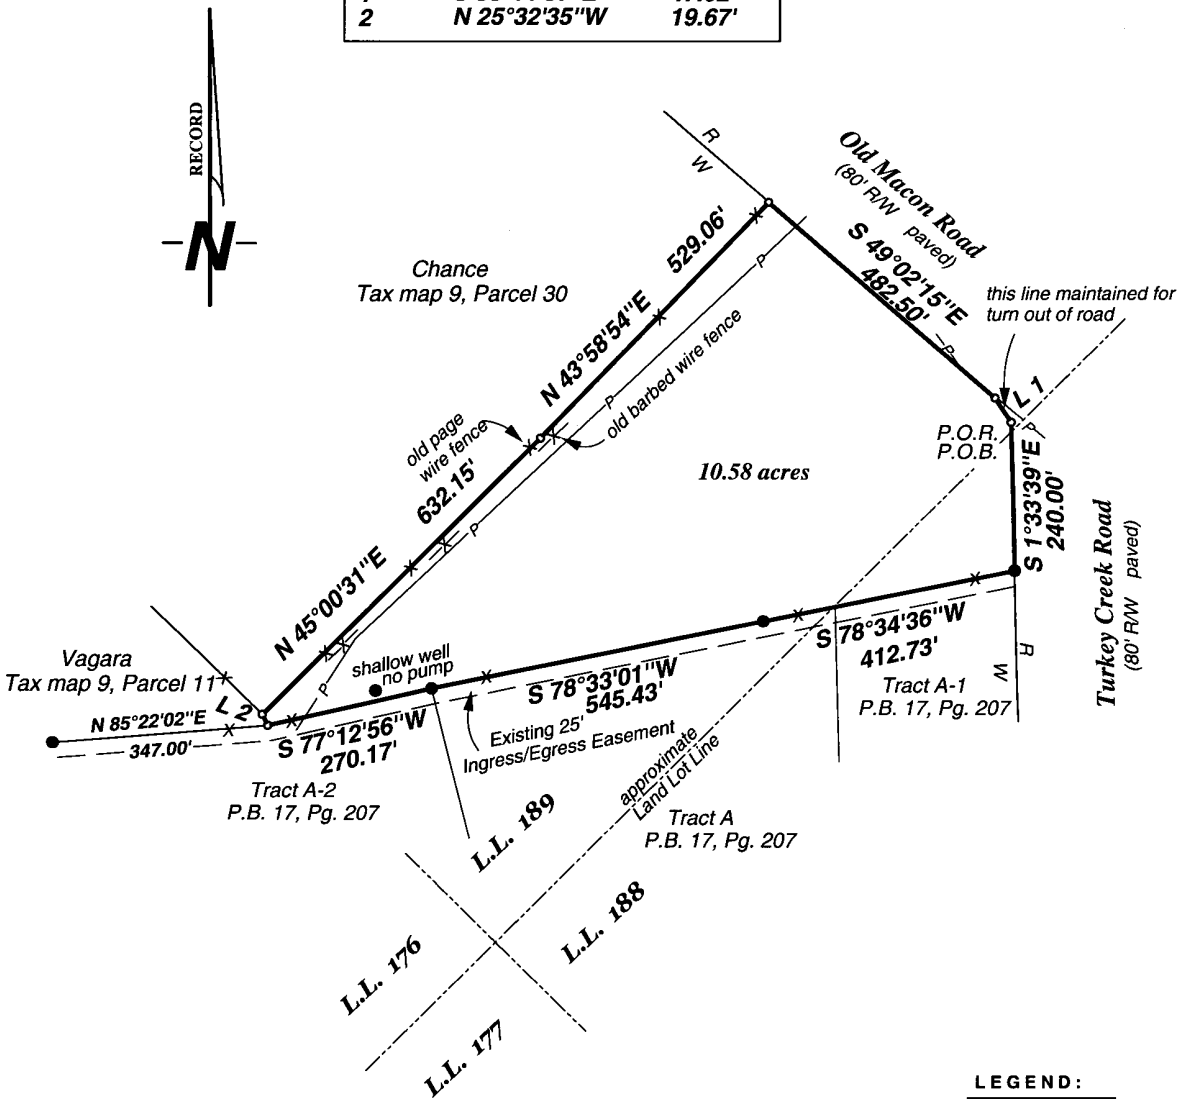 2 N 25°32'35"W 19.67'
RECORD
N
R
W
Old Macon Road
(80' R/W paved)
S 49°02'15"E
482.50'
Chance
Tax map 9, Parcel 30
529.06'
N 43°58'54"E
this line maintained for
turn out of road
P
P
P
P
P
P
old barbed wire fence
old page
wire fence
L 1
P.O.R.
P.O.B.
10.58 acres
632.15'
N 45°00'31"E
S 1°33'39"E
240.00'
Turkey Creek Road
(80' R/W paved)
R
W
Vagara
Tax map 9, Parcel 11
L 2
shallow well
no pump
N 85°22'02"E
347.00'
S 77°12'56"W
270.17'
S 78°33'01"W
545.43'
S 78°34'36"W
412.73'
Tract A-1
P.B. 17, Pg. 207
Existing 25'
Ingress/Egress Easement
Tract A-2
P.B. 17, Pg. 207
approximate
Land Lot Line
Tract A
P.B. 17, Pg. 207
L.L. 189
L.L. 188
L.L. 176
L.L. 177
LEGEND: